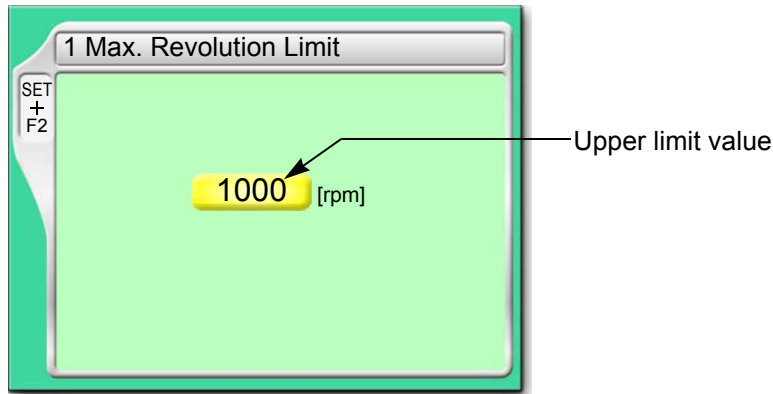 1 Max. Revolution Limit
SET
+
F2
Upper limit value
1000 [rpm]